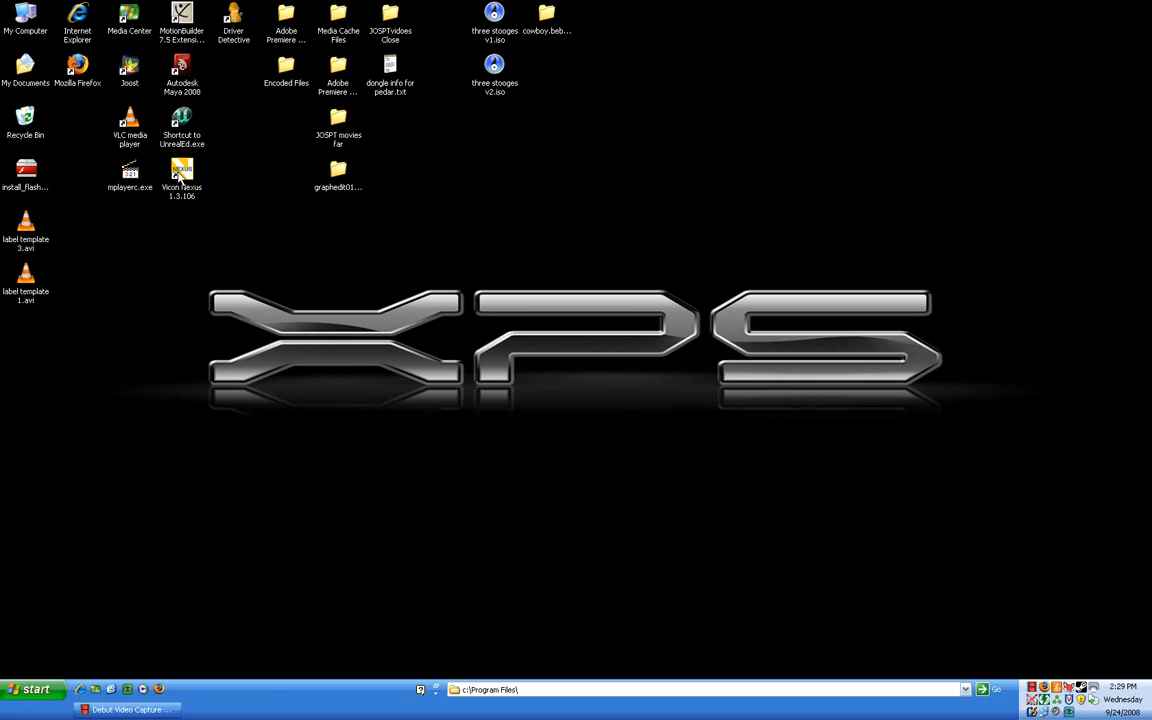 My Computer
Internet
Explorer
Media Center
MotionBuilder
7.5 Extensi...
Driver
Detective
Adobe
Premiere ...
Media Cache
Files
JOSPTvidoes
Close
three stooges
v1.iso
cowboy.beb...
My Documents
Mozilla Firefox
Joost
Autodesk
Maya 2008
Encoded Files
Adobe
Premiere ...
dongle info for
pedar.txt
three stooges
v2.iso
Recycle Bin
VLC media
player
Shortcut to
UnrealEd.exe
JOSPT movies
far
install_flash...
321
mplayerc.exe
NEXUS
Vicon Nexus
1.3.106
graphedit01...
label template
3.avi
label template
1.avi
XPS
start
c:\Program Files\
Go
2:29 PM
Wednesday
9/24/2008
Debut Video Capture ...